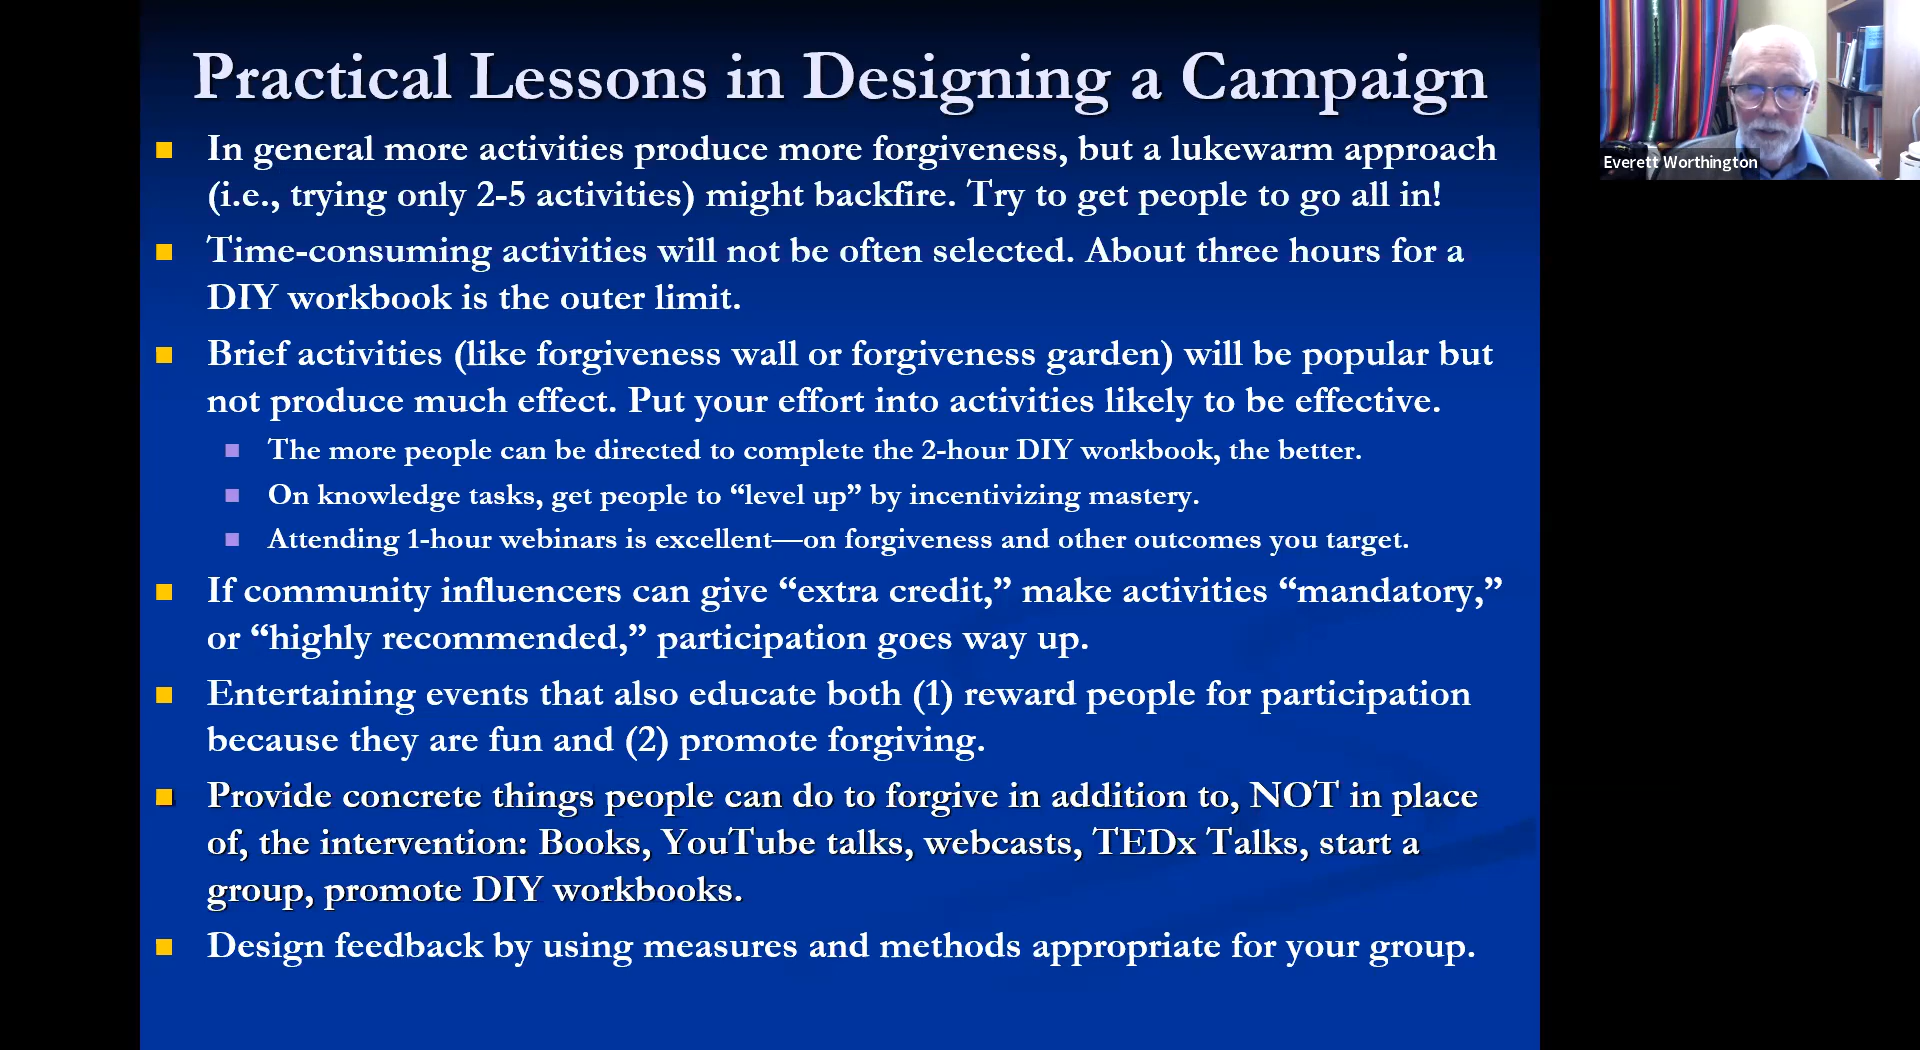 Practical Lessons in Designing a Campaign
In general more activities produce more forgiveness, but a lukewarm approach
(i.e., trying only 2-5 activities) might backfire. Try to get people to go all in!
Time-consuming activities will not be often selected. About three hours for a
DIY workbook is the outer limit.
Brief activities (like forgiveness wall or forgiveness garden) will be popular but
not produce much effect. Put your effort into activities likely to be effective.
The more people can be directed to complete the 2-hour DIY workbook, the better.
On knowledge tasks, get people to “level up” by incentivizing mastery.
Attending 1-hour webinars is excellent—on forgiveness and other outcomes you target.
If community influencers can give “extra credit,” make activities “mandatory,”
or “highly recommended,” participation goes way up.
Entertaining events that also educate both (1) reward people for participation
because they are fun and (2) promote forgiving.
Provide concrete things people can do to forgive in addition to, NOT in place
of, the intervention: Books, YouTube talks, webcasts, TEDx Talks, start a
group, promote DIY workbooks.
Design feedback by using measures and methods appropriate for your group.
Everett Worthington